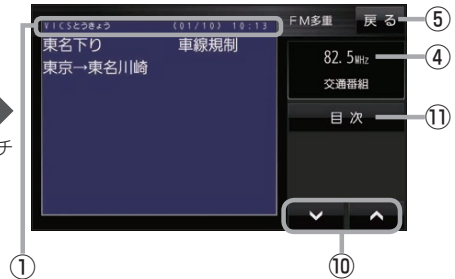 VICSとうきょう (01/10) 10:13
FM多重 戻る ⑤
東名下り 車線規制
東京→東名川崎
82.5MHz ④
交通番組
目次 ⑪
チ
① ⑩